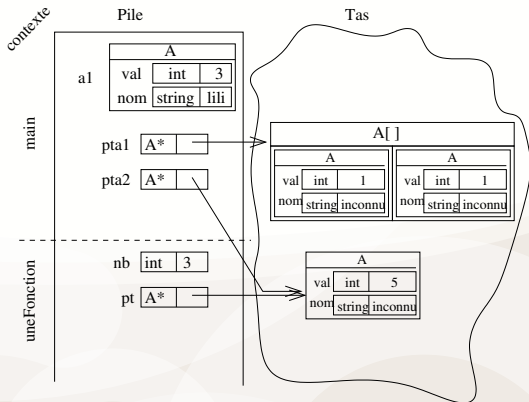 contexte
Pile
Tas
main
a1
A
val int 3
nom string lili
pta1 A*
pta2 A*
A[ ]
A
val int 1
nom string inconnu
A
val int 1
nom string inconnu
uneFonction
nb int 3
pt A*
A
val int 5
nom string inconnu